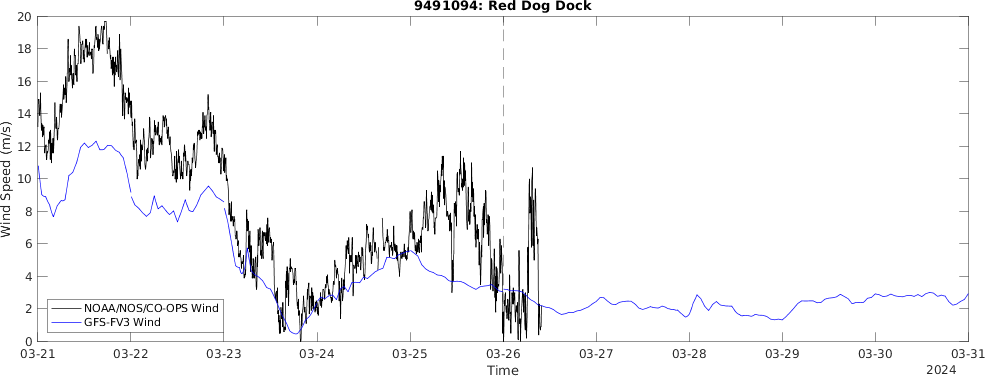 9491094: Red Dog Dock
Wind Speed (m/s)
20
18
16
14
12
10
8
6
4
2
0
NOAA/NOS/CO-OPS Wind
GFS-FV3 Wind
03-21 03-22 03-23 03-24 03-25 03-26 03-27 03-28 03-29 03-30 03-31
Time
2024